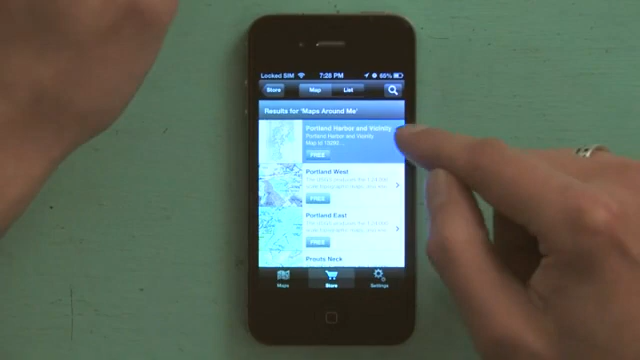 Locked SIM 7:28 PM 65%
Store Map List
Results for 'Maps Around Me'
Portland Harbor and Vicinity
Portland Harbor and Vicinity
Map Id
FREE
Portland West
FREE
Portland East
FREE
Prouts Neck
Maps Store Settings